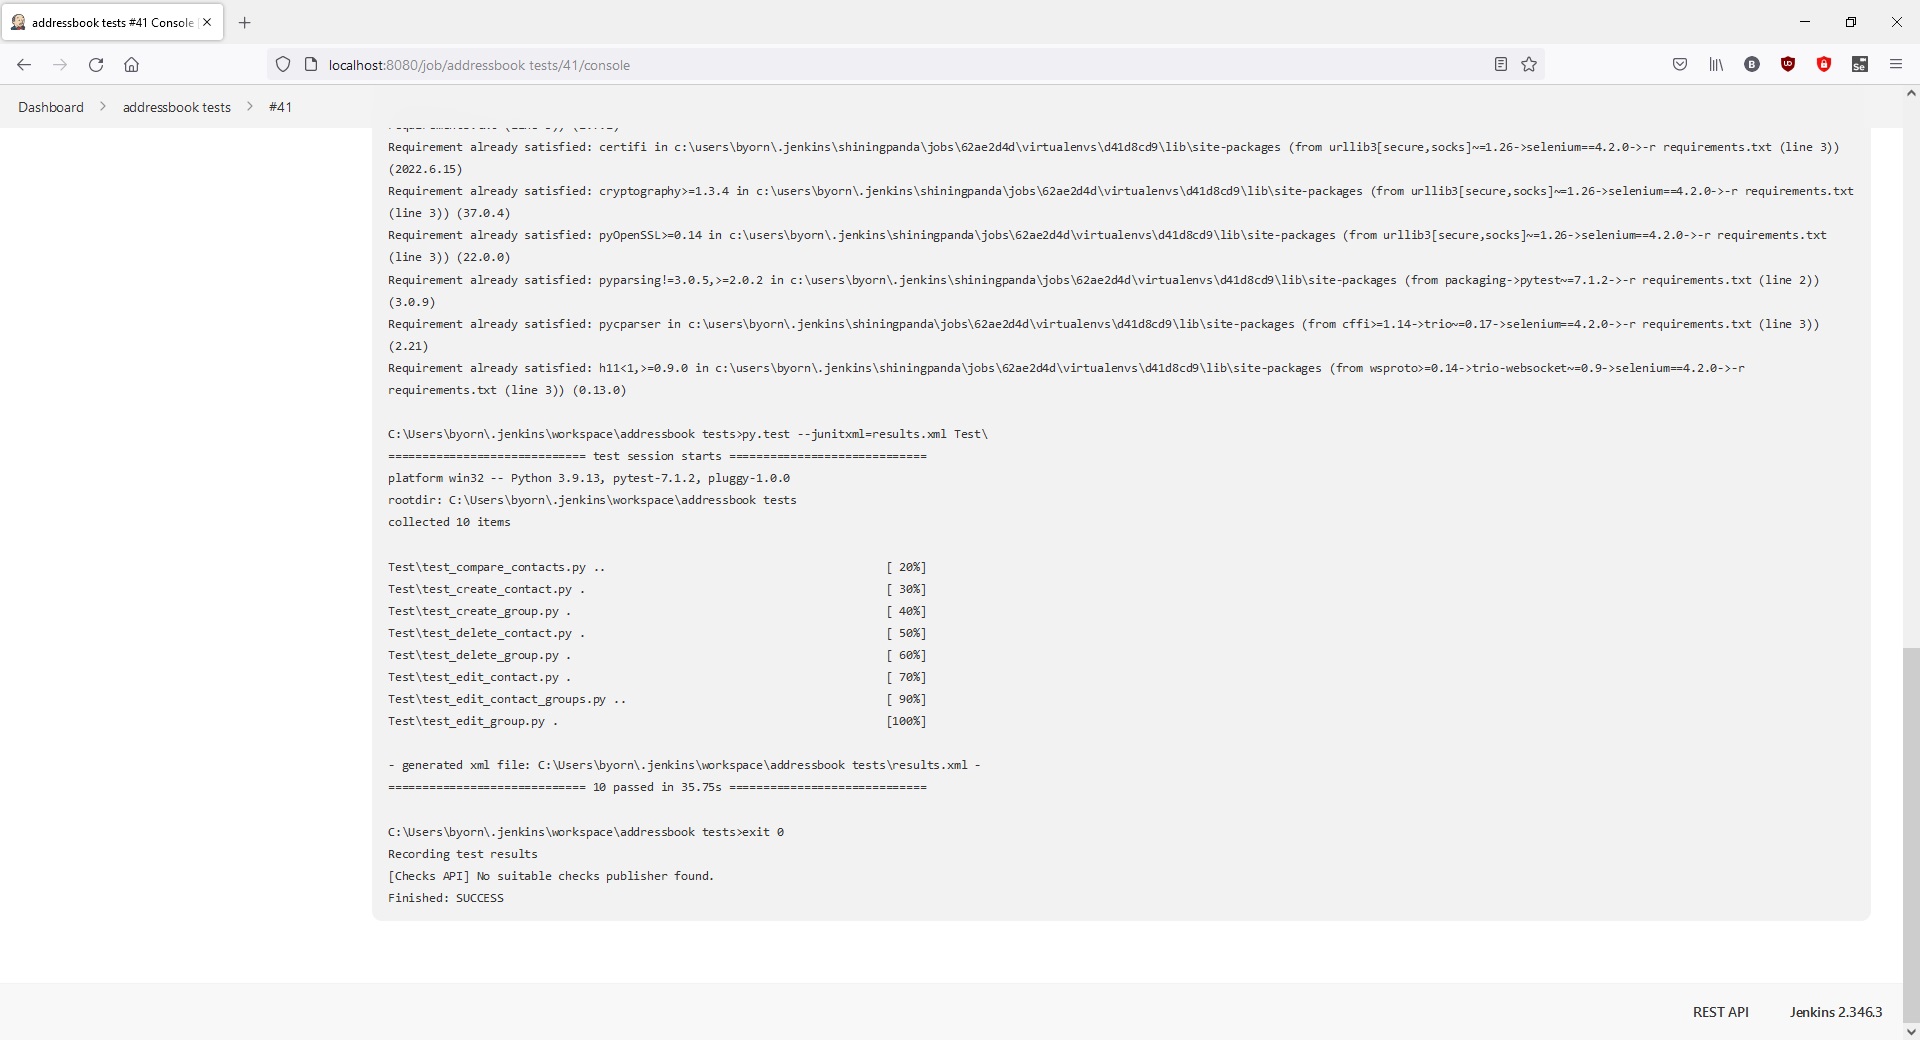 addressbook tests #41 Console
localhost:8080/job/addressbook tests/41/console
Dashboard > addressbook tests > #41
Requirement already satisfied: certifi in c:\users\byorn\.jenkins\shiningpanda\jobs\62ae2d4d\virtualenvs\d41d8cd9\lib\site-packages (from urllib3[secure,socks]~=1.26->selenium==4.2.0->-r requirements.txt (line 3))
(2022.6.15)
Requirement already satisfied: cryptography>=1.3.4 in c:\users\byorn\.jenkins\shiningpanda\jobs\62ae2d4d\virtualenvs\d41d8cd9\lib\site-packages (from urllib3[secure,socks]~=1.26->selenium==4.2.0->-r requirements.txt
(line 3)) (37.0.4)
Requirement already satisfied: pyOpenSSL>=0.14 in c:\users\byorn\.jenkins\shiningpanda\jobs\62ae2d4d\virtualenvs\d41d8cd9\lib\site-packages (from urllib3[secure,socks]~=1.26->selenium==4.2.0->-r requirements.txt
(line 3)) (22.0.0)
Requirement already satisfied: pyparsing!=3.0.5,>=2.0.2 in c:\users\byorn\.jenkins\shiningpanda\jobs\62ae2d4d\virtualenvs\d41d8cd9\lib\site-packages (from packaging->pytest~=7.1.2->-r requirements.txt (line 2))
(3.0.9)
Requirement already satisfied: pycparser in c:\users\byorn\.jenkins\shiningpanda\jobs\62ae2d4d\virtualenvs\d41d8cd9\lib\site-packages (from cffi>=1.14->trio~=0.17->selenium==4.2.0->-r requirements.txt (line 3))
(2.21)
Requirement already satisfied: h11<1,>=0.9.0 in c:\users\byorn\.jenkins\shiningpanda\jobs\62ae2d4d\virtualenvs\d41d8cd9\lib\site-packages (from wsproto>=0.14->trio-websocket~=0.9->selenium==4.2.0->-r
requirements.txt (line 3)) (0.13.0)
C:\Users\byorn\.jenkins\workspace\addressbook tests>py.test --junitxml=results.xml Test\
============================= test session starts =============================
platform win32 -- Python 3.9.13, pytest-7.1.2, pluggy-1.0.0
rootdir: C:\Users\byorn\.jenkins\workspace\addressbook tests
collected 10 items
Test\test_compare_contacts.py .. [ 20%]
Test\test_create_contact.py . [ 30%]
Test\test_create_group.py . [ 40%]
Test\test_delete_contact.py . [ 50%]
Test\test_delete_group.py . [ 60%]
Test\test_edit_contact.py . [ 70%]
Test\test_edit_contact_groups.py .. [ 90%]
Test\test_edit_group.py . [100%]
- generated xml file: C:\Users\byorn\.jenkins\workspace\addressbook tests\results.xml -
============================= 10 passed in 35.75s =============================
C:\Users\byorn\.jenkins\workspace\addressbook tests>exit 0
Recording test results
[Checks API] No suitable checks publisher found.
Finished: SUCCESS
REST API Jenkins 2.346.3